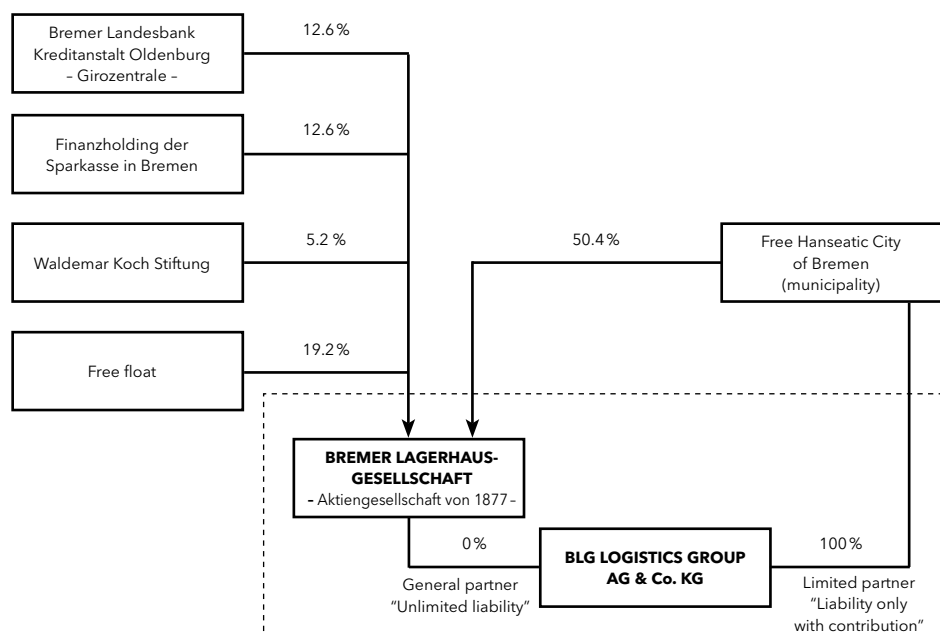 Bremer Landesbank
Kreditanstalt Oldenburg
– Girozentrale –
12.6%
Finanzholding der
Sparkasse in Bremen
12.6%
Waldemar Koch Stiftung
5.2 %
50.4%
Free Hanseatic City
of Bremen
(municipality)
Free float
19.2%
BREMER LAGERHAUS-
GESELLSCHAFT
– Aktiengesellschaft von 1877 –
0%
General partner
“Unlimited liability”
BLG LOGISTICS GROUP
AG & Co. KG
100%
Limited partner
“Liability only
with contribution”